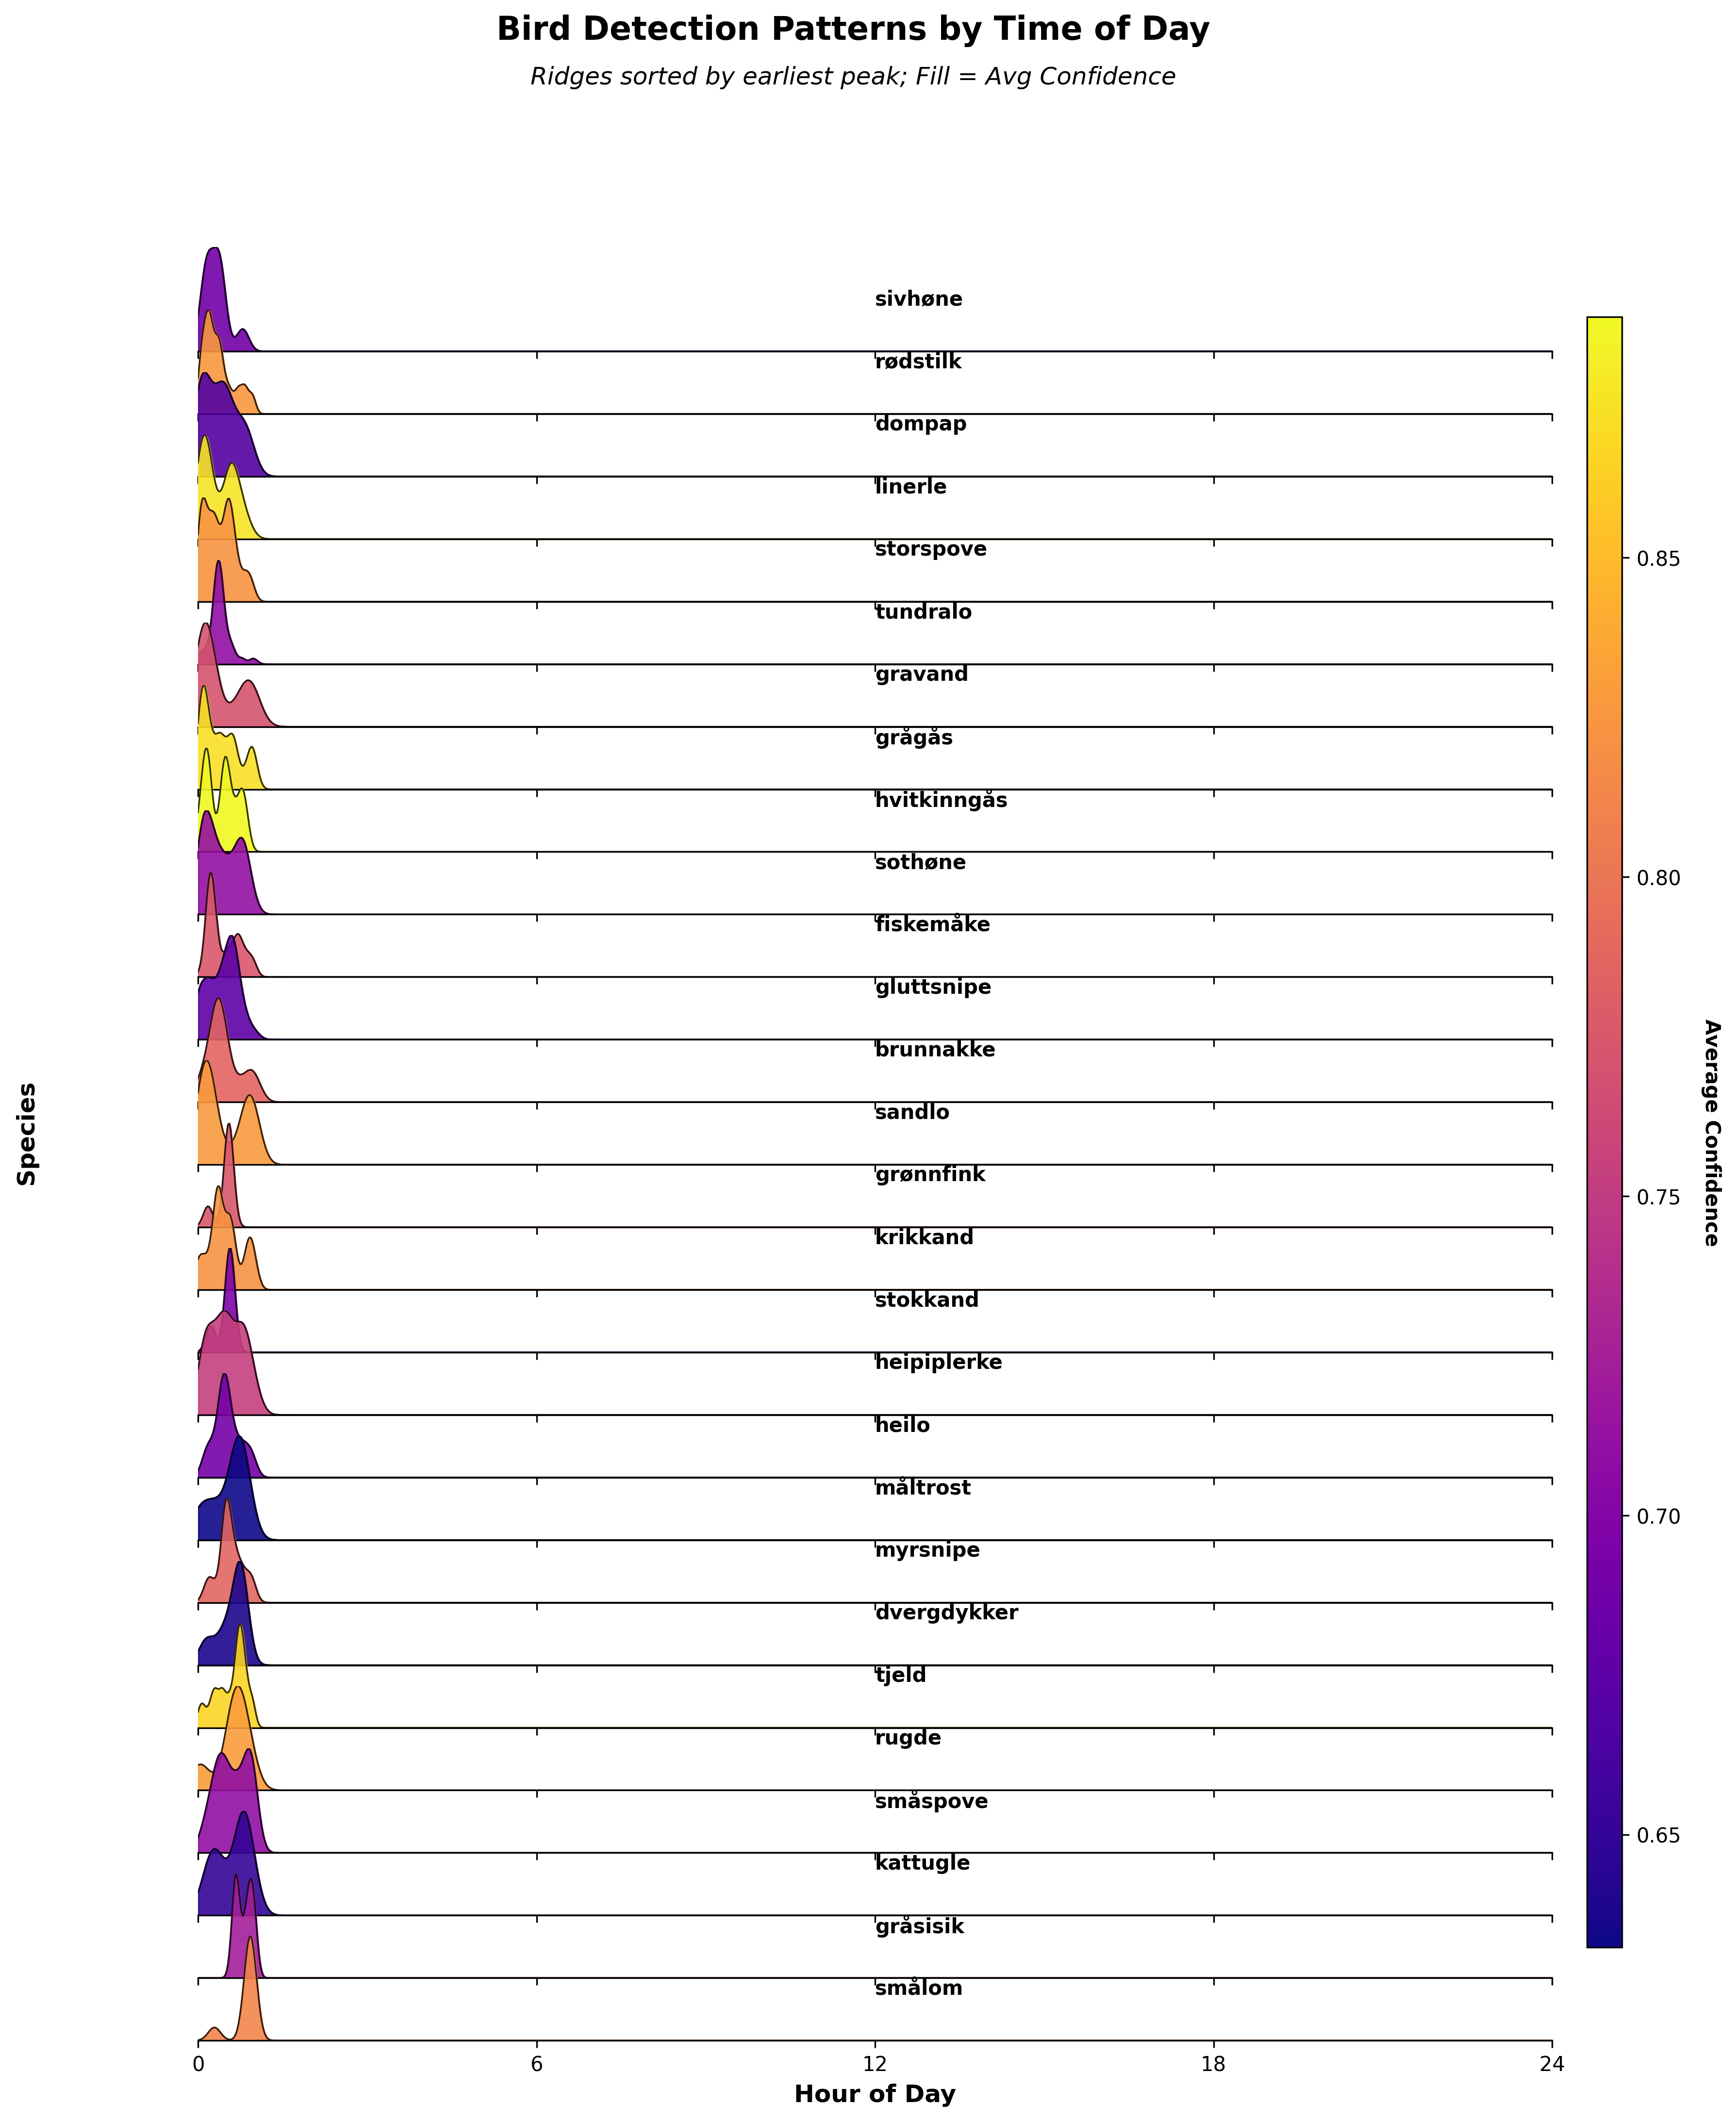 Bird Detection Patterns by Time of Day
Ridges sorted by earliest peak; Fill = Avg Confidence
sivhøne
rødstilk
dompap
linerle
storspove
tundralo
gravand
grågås
hvitkinngås
sothøne
fiskemåke
gluttsnipe
brunnakke
sandlo
grønnfink
krikkand
stokkand
heipiplerke
heilo
måltrost
myrsnipe
dvergdykker
tjeld
rugde
småspove
kattugle
gråsisik
smålom
Species
0 6 12 18 24
Hour of Day
0.85
0.80
0.75
0.70
0.65
Average Confidence